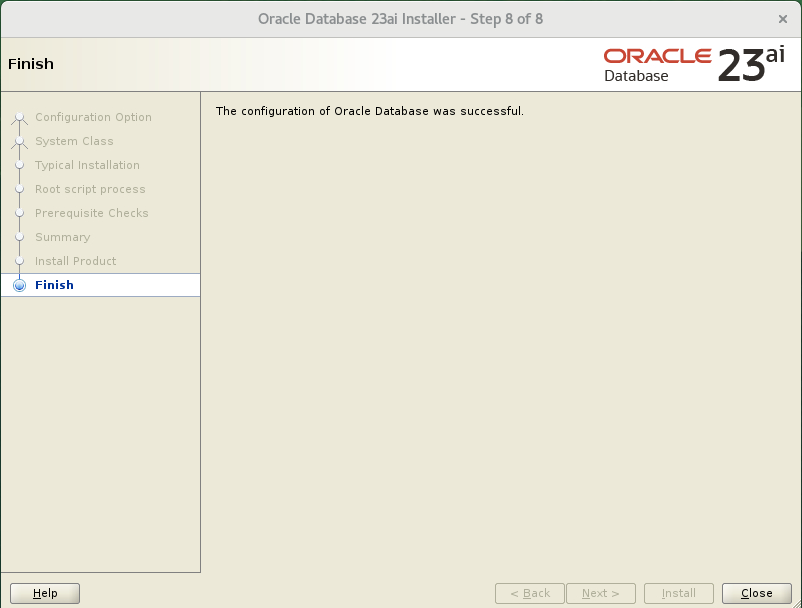 Oracle Database 23ai Installer - Step 8 of 8
×
Finish
ORACLE
Database
23ai
Configuration Option
System Class
Typical Installation
Root script process
Prerequisite Checks
Summary
Install Product
Finish
The configuration of Oracle Database was successful.
Help
< Back
Next >
Install
Close